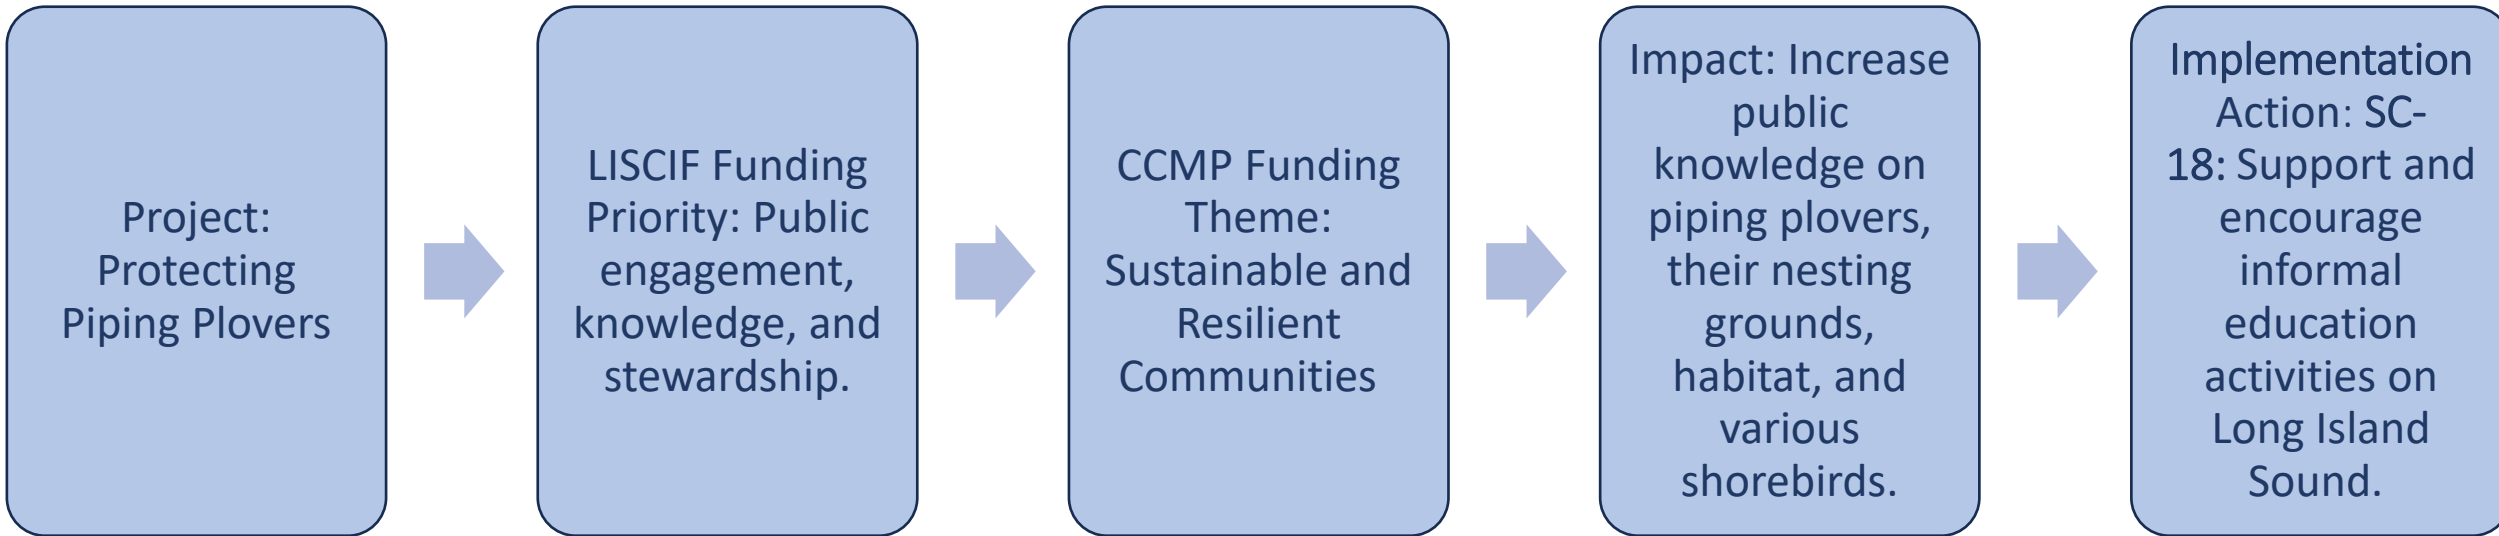 Project:
Protecting
Piping Plovers
LISCIF Funding
Priority: Public
engagement,
knowledge, and
stewardship.
CCMP Funding
Theme:
Sustainable and
Resilient
Communities
Impact: Increase
public
knowledge on
piping plovers,
their nesting
grounds,
habitat, and
various
shorebirds.
Implementation
Action: SC-
18: Support and
encourage
informal
education
activities on
Long Island
Sound.